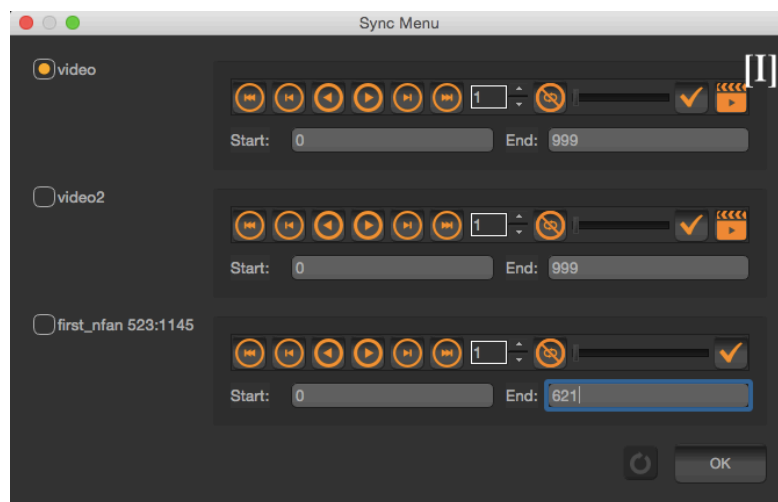 Sync Menu
video
[I]
1
Start: 0 End: 999
video2
1
Start: 0 End: 999
first_nfan 523:1145
1
Start: 0 End: 621
OK